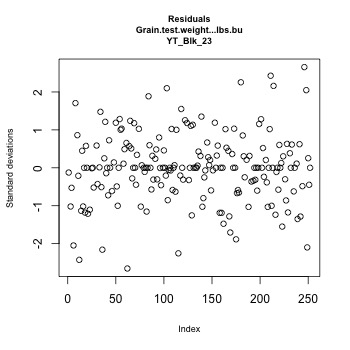 Residuals
Grain.test.weight...lbs.bu
YT_Blk_23
Standard deviations
2
1
0
-1
-2
0
50
100
150
200
250
Index